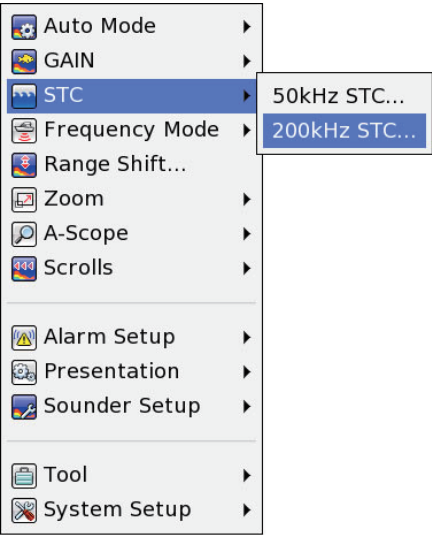 Auto Mode
GAIN
STC
50kHz STC...
200kHz STC...
Frequency Mode
Range Shift...
Zoom
A-Scope
Scrolls
Alarm Setup
Presentation
Sounder Setup
Tool
System Setup